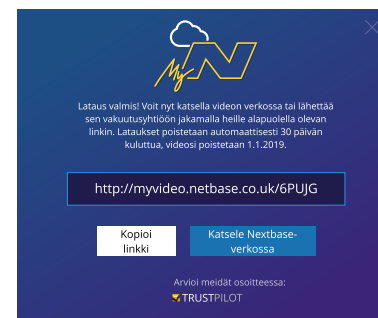 My N
Lataus valmis! Voit nyt katsella videon verkossa tai lähettää
sen vakuutusyhtiöön jakamalla heille alapuolella olevan
linkin. Lataukset poistetaan automaattisesti 30 päivän
kuluttua, videosi poistetaan 1.1.2019.
http://myvideo.netbase.co.uk/6PUJG
Kopioi
linkki
Katsele Nextbase-
verkossa
Arvioi meidät osoitteessa:
TRUSTPILOT